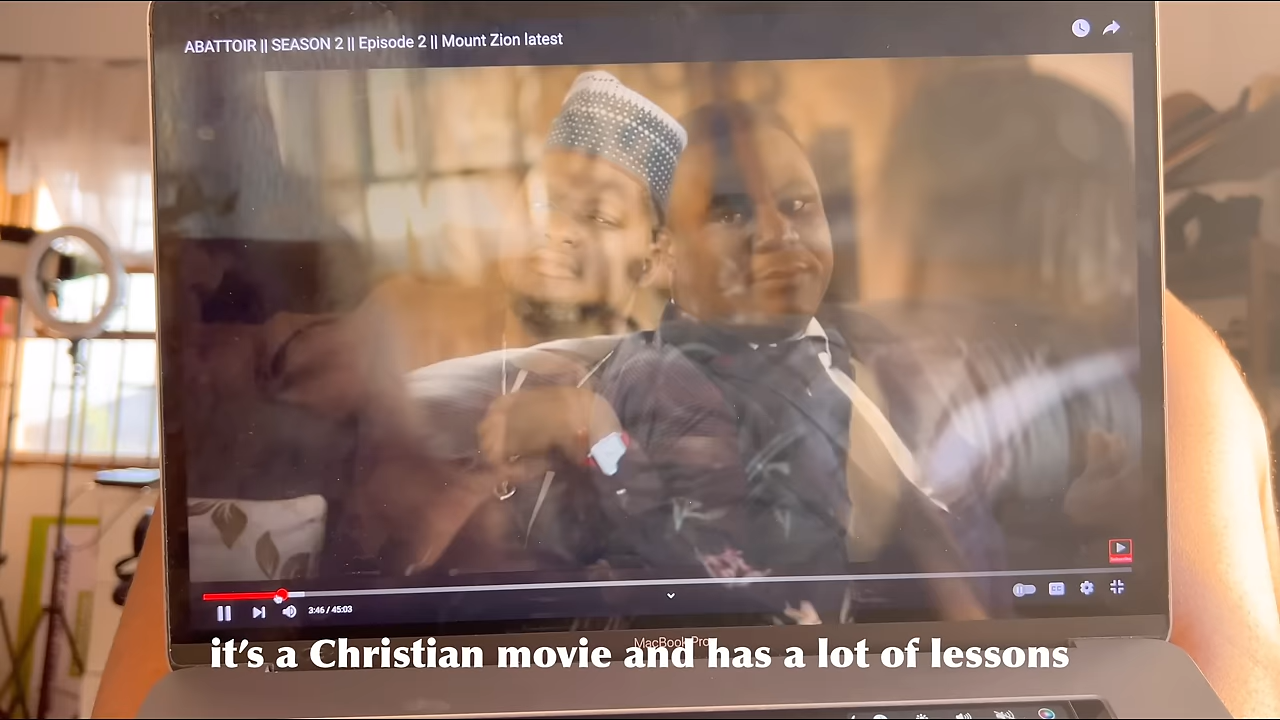 ABATTOIR || SEASON 2 || Episode 2 || Mount Zion latest
CC
3:46 / 45:03
MacBook Pro
it's a Christian movie and has a lot of lessons